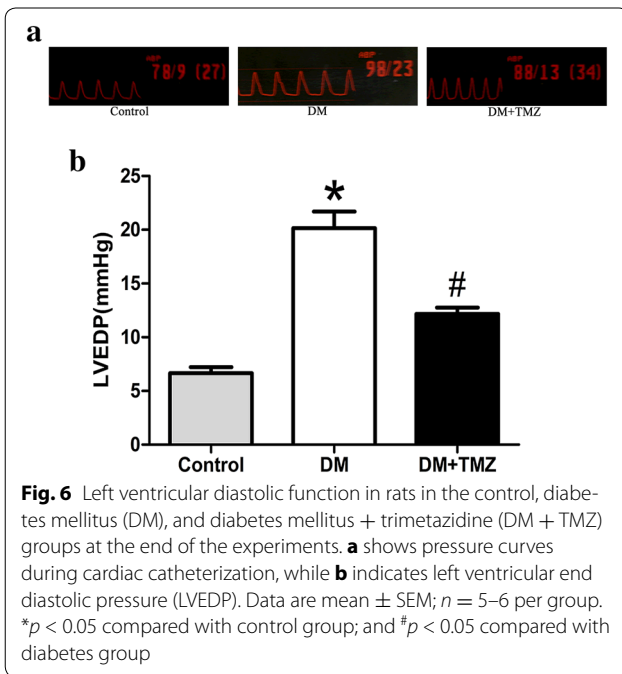 a
ABP
78/9 (27)
ABP
98/23
ABP
88/13 (34)
Control
DM
DM+TMZ
b
LVEDP(mmHg)
25
20
15
10
5
0
*
#
Control
DM
DM+TMZ
Fig. 6 Left ventricular diastolic function in rats in the control, diabe-
tes mellitus (DM), and diabetes mellitus + trimetazidine (DM + TMZ)
groups at the end of the experiments. a shows pressure curves
during cardiac catheterization, while b indicates left ventricular end
diastolic pressure (LVEDP). Data are mean ± SEM; n = 5–6 per group.
*p < 0.05 compared with control group; and #p < 0.05 compared with
diabetes group